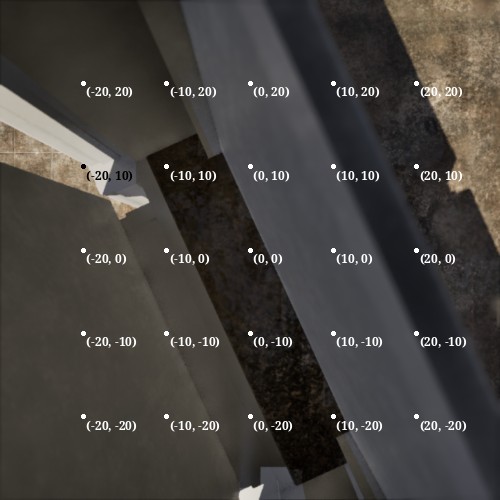 (-20, 20) (-10, 20) (0, 20) (10, 20) (20, 20)
(-20, 10) (-10, 10) (0, 10) (10, 10) (20, 10)
(-20, 0) (-10, 0) (0, 0) (10, 0) (20, 0)
(-20, -10) (-10, -10) (0, -10) (10, -10) (20, -10)
(-20, -20) (-10, -20) (0, -20) (10, -20) (20, -20)